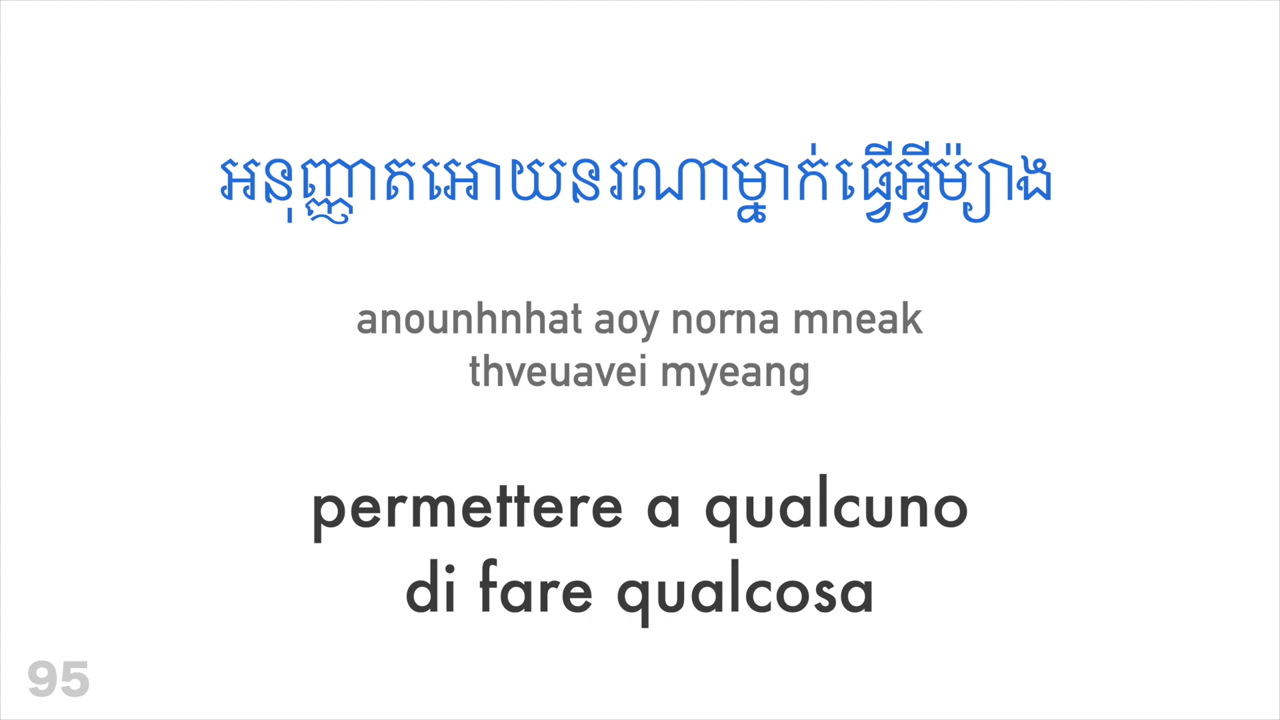 អនុញ្ញាតអោយនរណាម្នាក់ធ្វើអ្វីម៉្យាង
anounhnhat aoy norna mneak
thveuavei myeang
permettere a qualcuno
di fare qualcosa
95